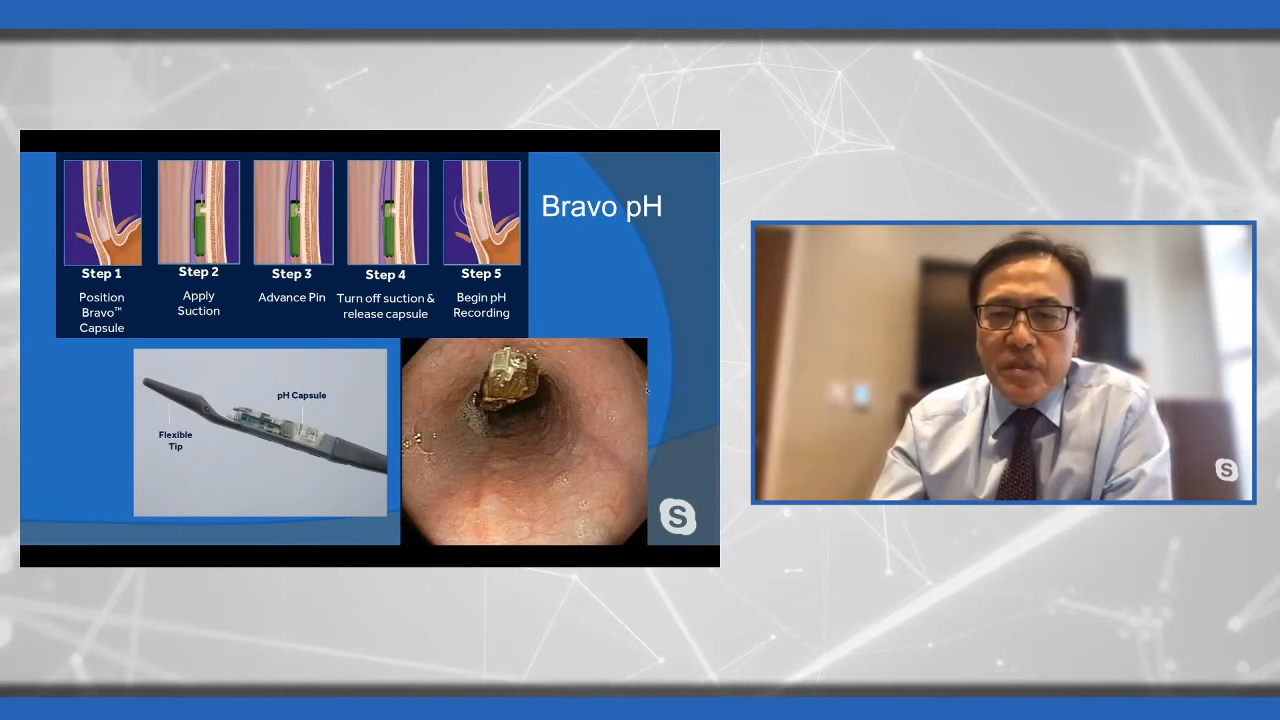 Bravo pH
Step 1
Position
Bravo™
Capsule
Step 2
Apply
Suction
Step 3
Advance Pin
Step 4
Turn off suction &
release capsule
Step 5
Begin pH
Recording
pH Capsule
Flexible
Tip
S
S